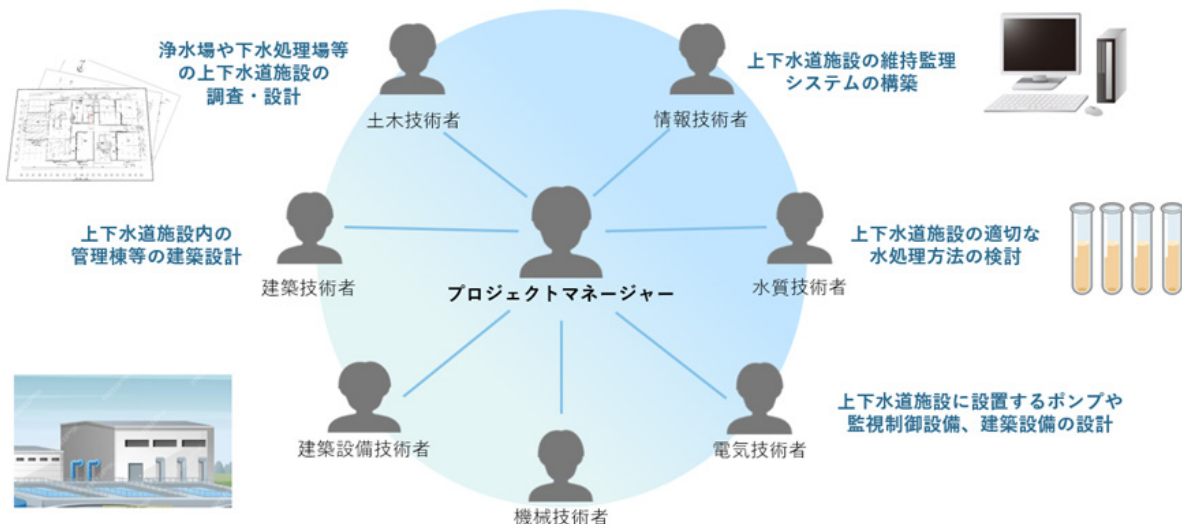 浄水場や下水処理場等
の上下水道施設の
調査・設計
土木技術者
情報技術者
上下水道施設の維持監理
システムの構築
上下水道施設内の
管理棟等の建築設計
建築技術者
プロジェクトマネージャー
水質技術者
上下水道施設の適切な
水処理方法の検討
建築設備技術者
機械技術者
電気技術者
上下水道施設に設置するポンプや
監視制御設備、建築設備の設計